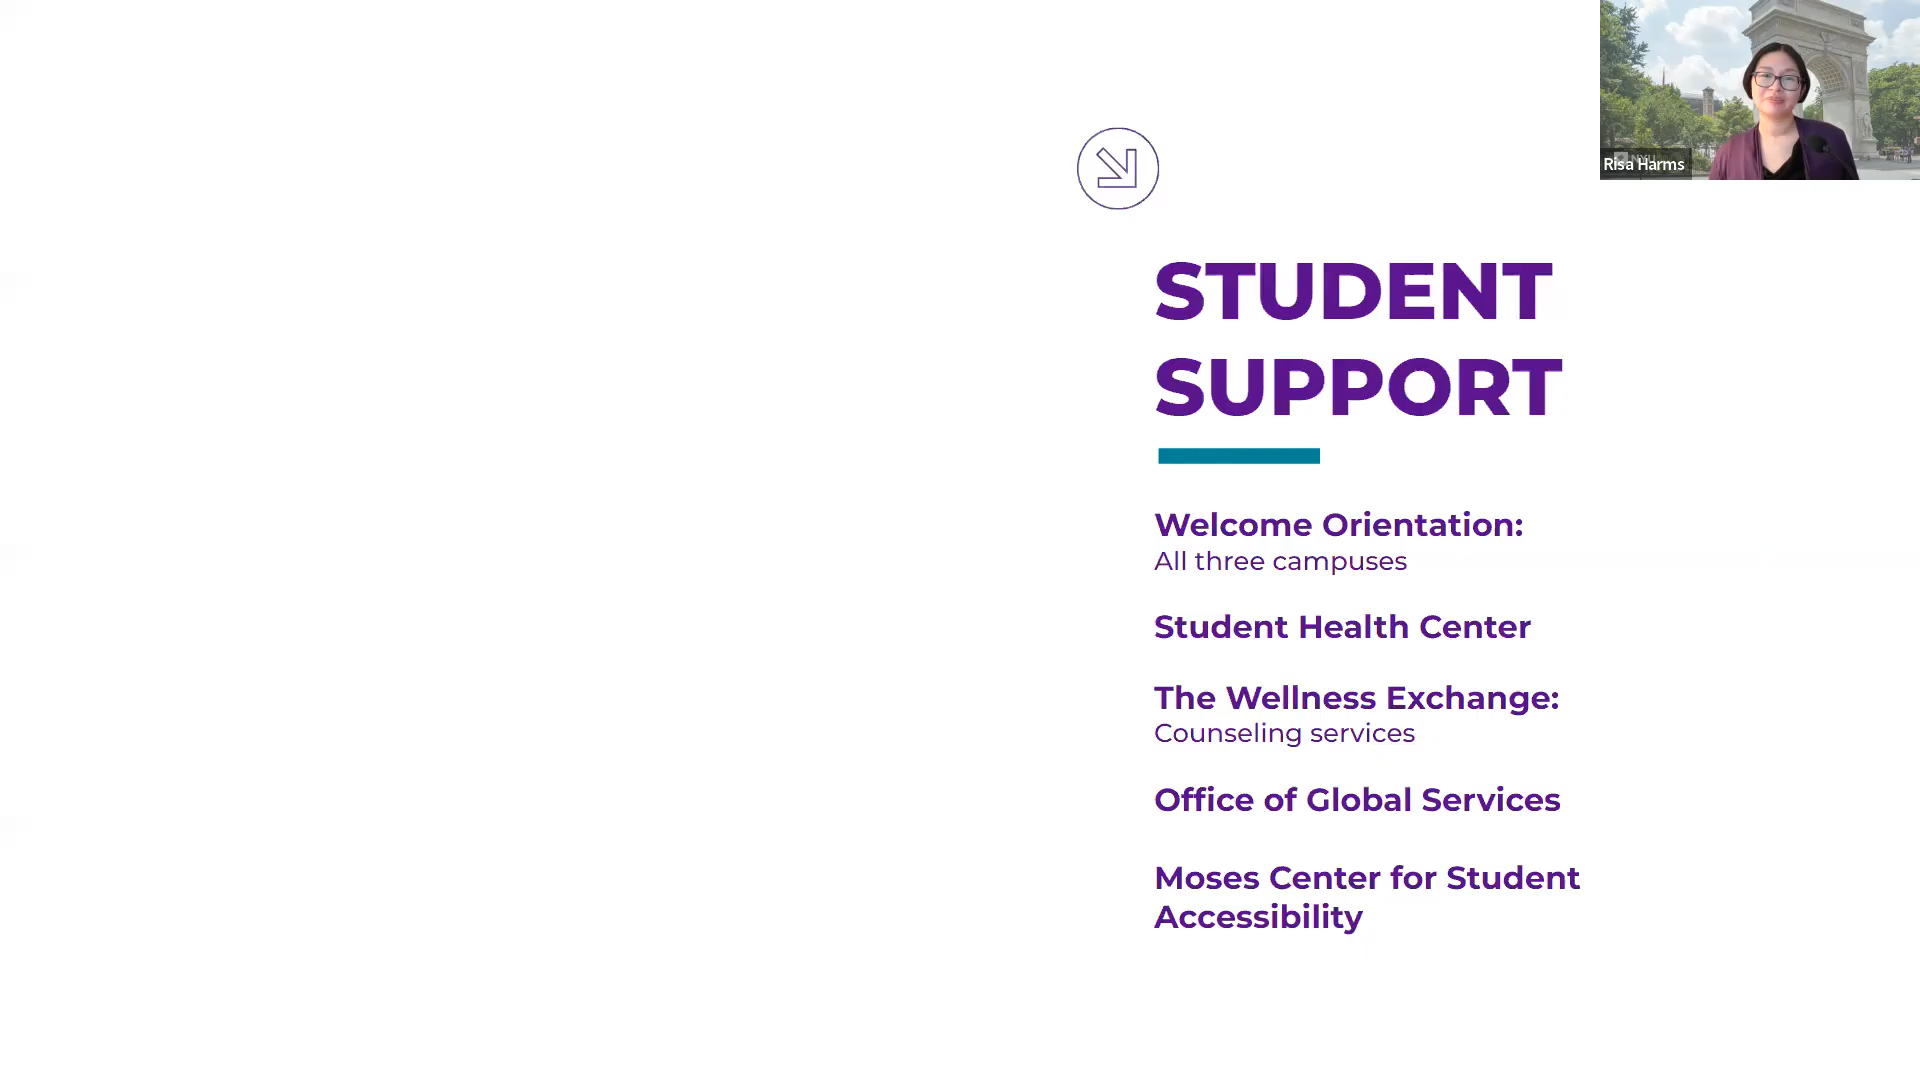 Risa Harms
STUDENT
SUPPORT
Welcome Orientation:
All three campuses
Student Health Center
The Wellness Exchange:
Counseling services
Office of Global Services
Moses Center for Student
Accessibility